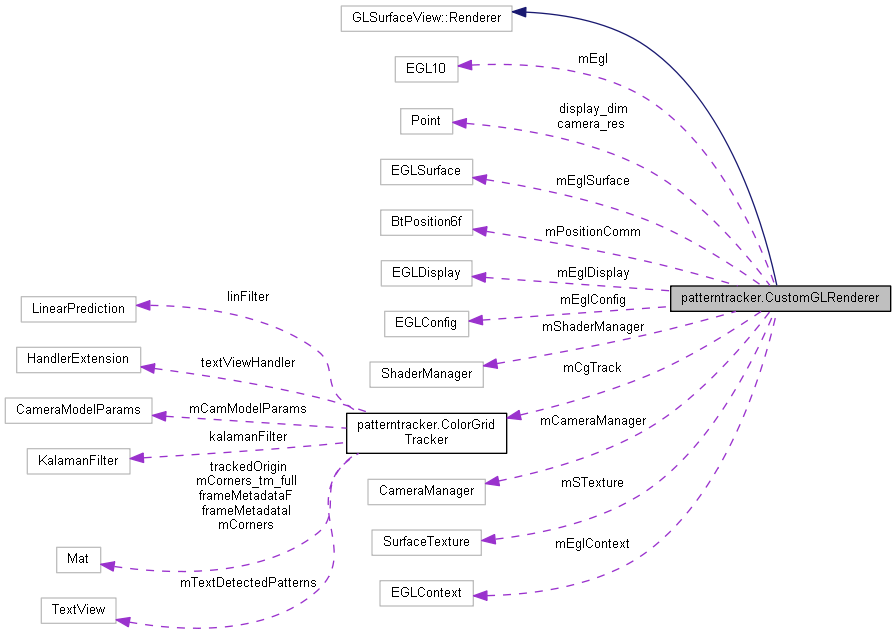 GLSurfaceView::Renderer
EGL10
mEgl
Point
display_dim
camera_res
EGLSurface
mEglSurface
BtPosition6f
mPositionComm
EGLDisplay
mEglDisplay
patterntracker.CustomGLRenderer
LinearPrediction
linFilter
EGLConfig
mEglConfig
mShaderManager
HandlerExtension
textViewHandler
ShaderManager
mCgTrack
CameraModelParams
mCamModelParams
patterntracker.ColorGrid
Tracker
mCameraManager
KalamanFilter
kalamanFilter
trackedOrigin
mCorners_tm_full
frameMetadataF
frameMetadataI
mCorners
CameraManager
mSTexture
SurfaceTexture
mEglContext
Mat
mTextDetectedPatterns
EGLContext
TextView